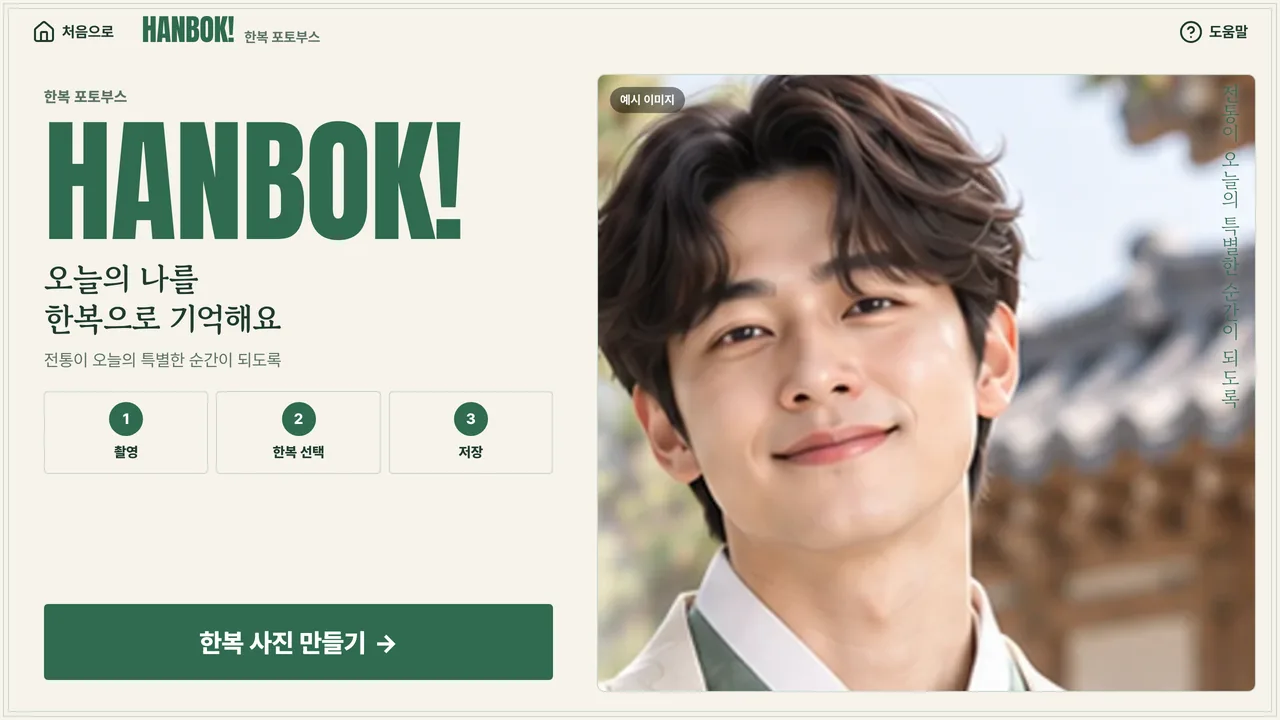 처음으로
HANBOK! 한복 포토부스
도움말
한복 포토부스
HANBOK!
오늘의 나를
한복으로 기억해요
전통이 오늘의 특별한 순간이 되도록
1
촬영
2
한복 선택
3
저장
한복 사진 만들기 →
예시 이미지
전통이 오늘의 특별한 순간이 되도록